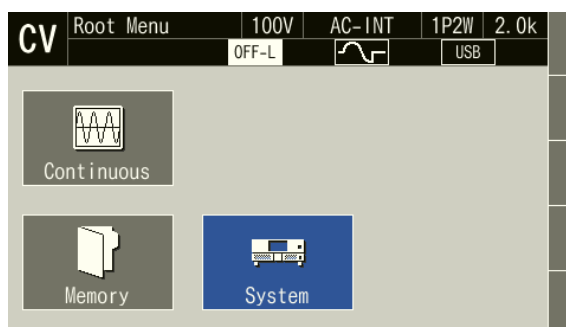 CV Root Menu 100V AC-INT 1P2W 2.0k
OFF-L USB
Continuous
Memory System